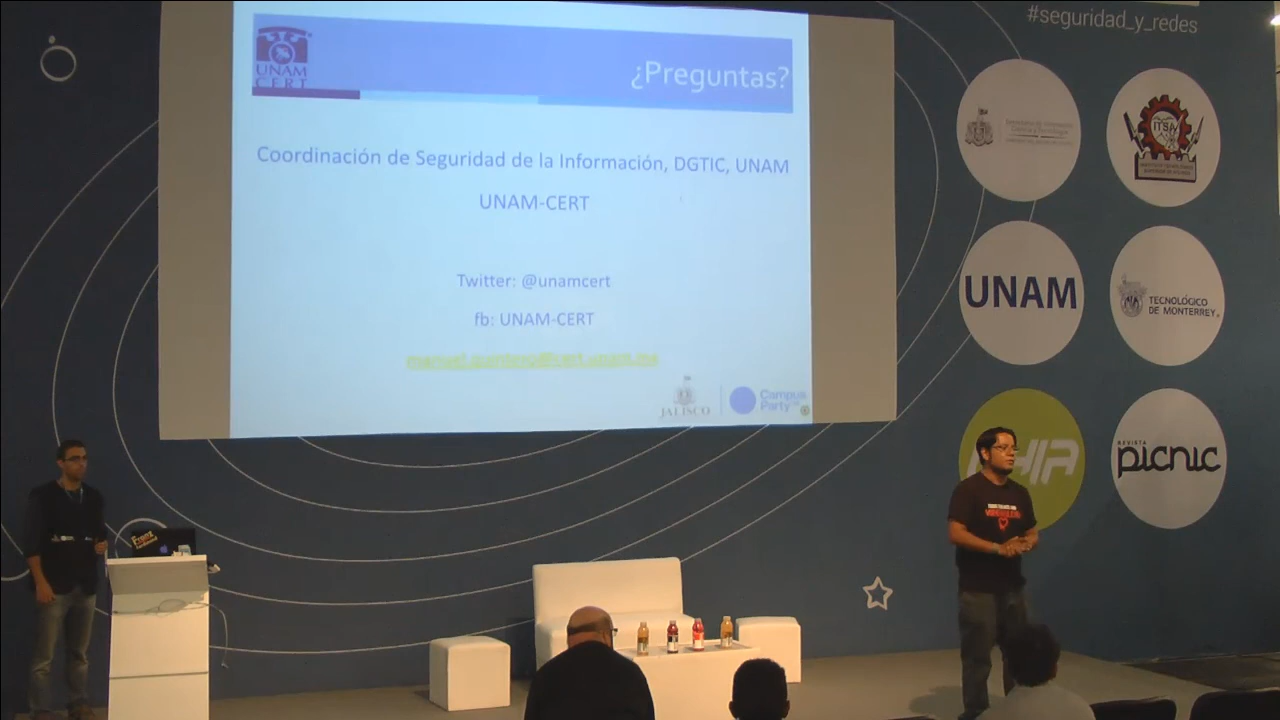 #seguridad_y_redes
UNAM
CERT
¿Preguntas?
Coordinación de Seguridad de la Información, DGTIC, UNAM
UNAM-CERT
Twitter: @unamcert
fb: UNAM-CERT
JALISCO
Campus
Party
ITSA
UNAM
TECNOLÓGICO
DE MONTERREY
REVISTA
picnic